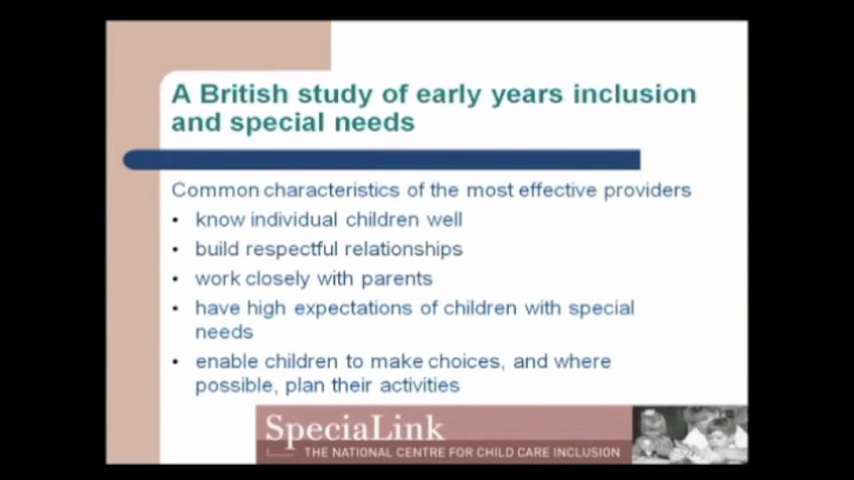 A British study of early years inclusion
and special needs
Common characteristics of the most effective providers
• know individual children well
• build respectful relationships
• work closely with parents
• have high expectations of children with special
needs
• enable children to make choices, and where
possible, plan their activities
SpeciaLink
THE NATIONAL CENTRE FOR CHILD CARE INCLUSION